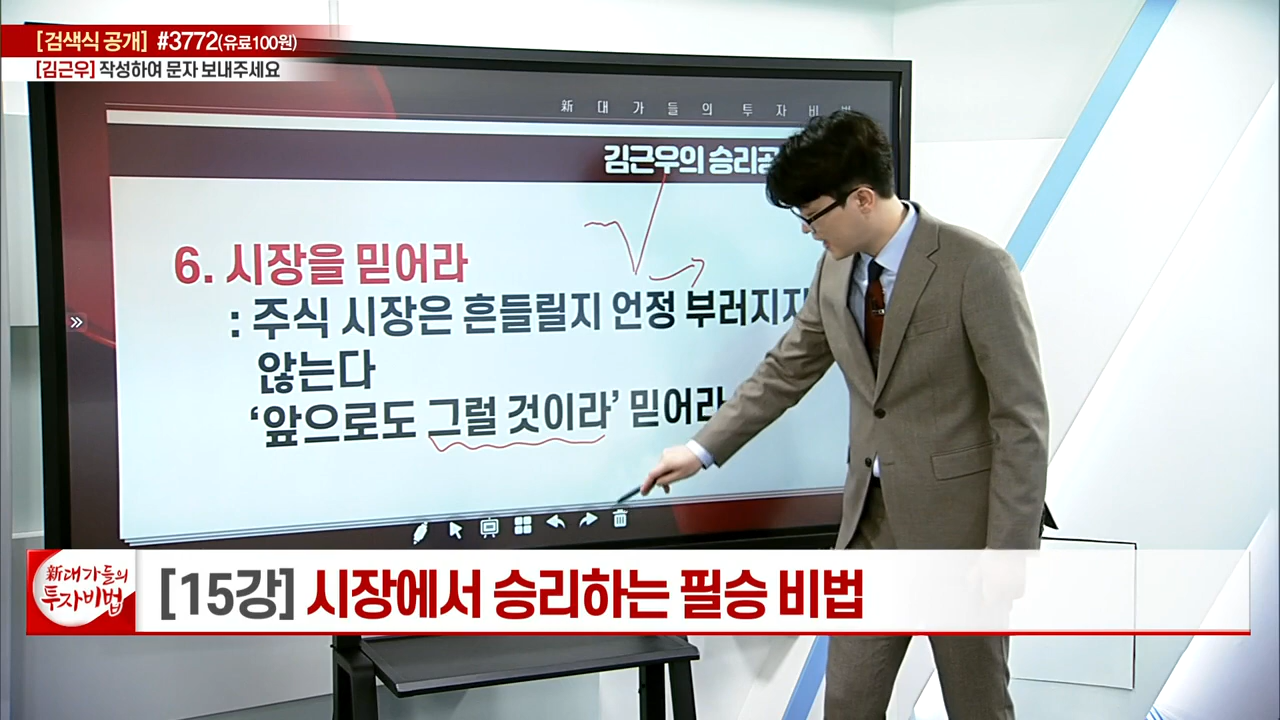 [검색식 공개] #3772(유료100원)
[김근우] 작성하여 문자 보내주세요
新 대 가 들 의 투 자 비 법
김근우의 승리공
6. 시장을 믿어라
: 주식 시장은 흔들릴지 언정 부러지지
않는다
‘앞으로도 그럴 것이라’ 믿어라
新대가들의
투자비법
[15강] 시장에서 승리하는 필승 비법